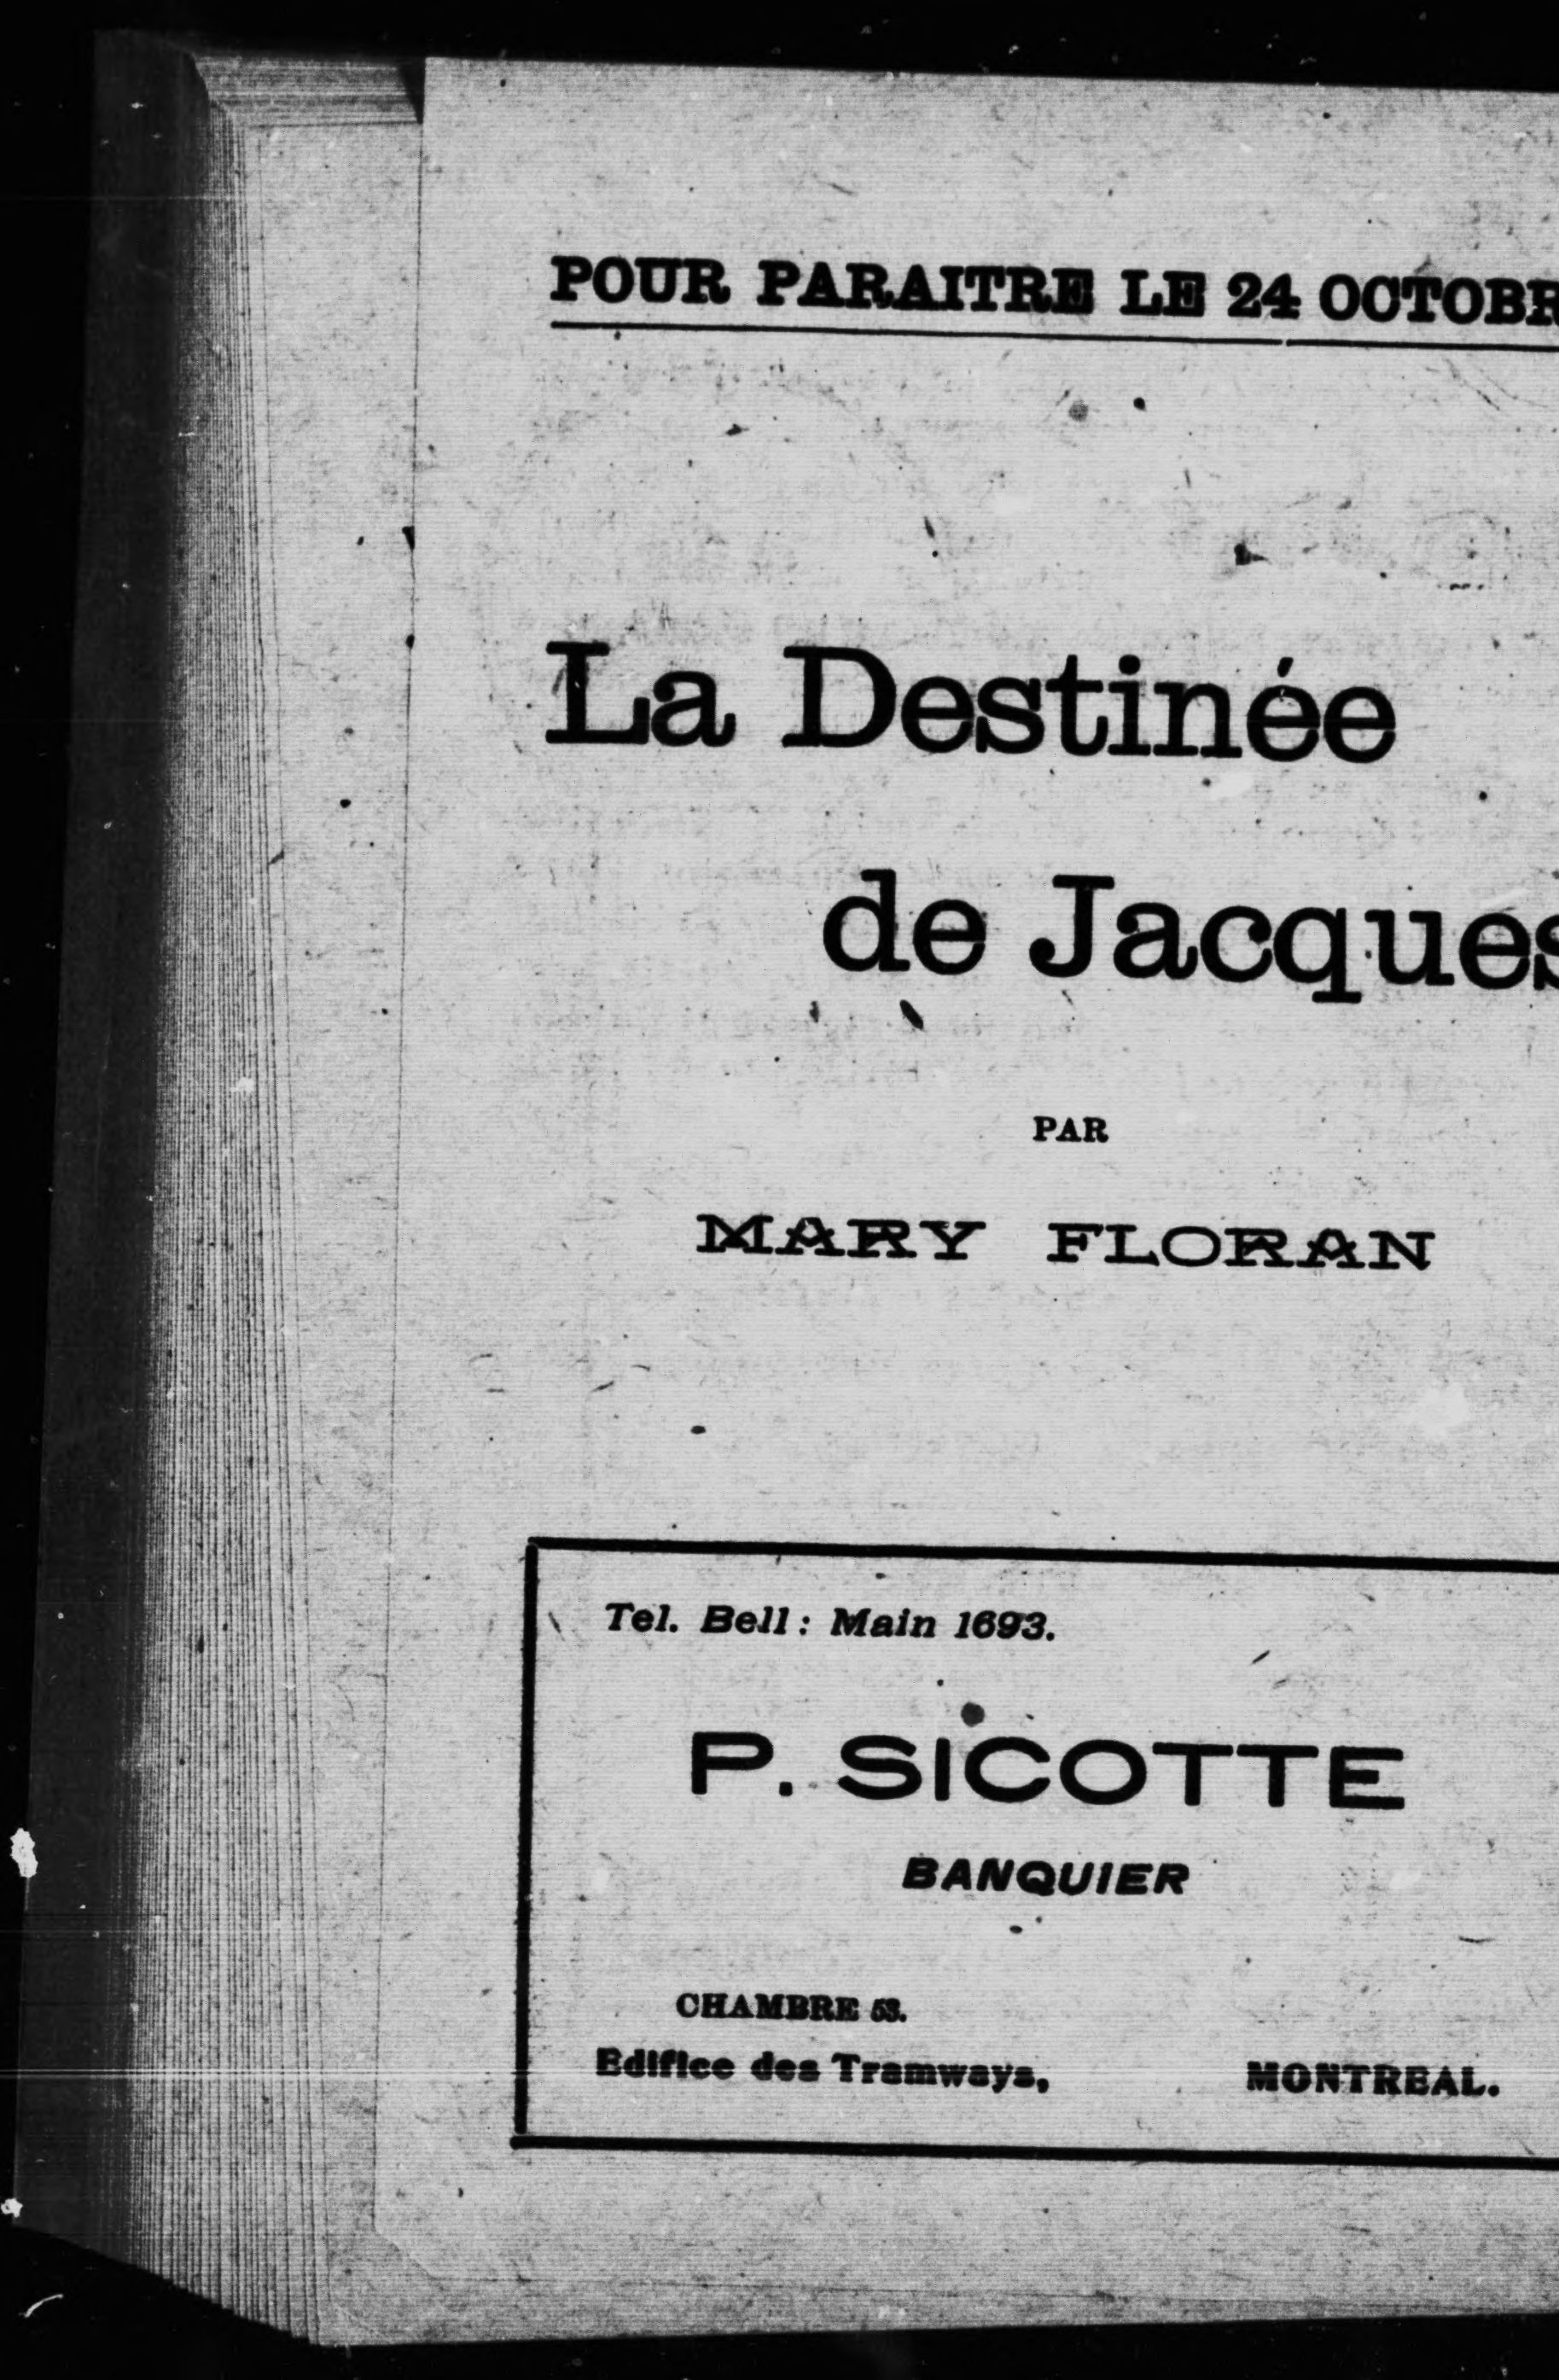 POUR PARAITRE LE 24 OCTOBR
La Destinée
de Jacques
PAR
MARY FLORAN
Tel. Bell: Main 1693.
P. SICOTTE
BANQUIER
CHAMBRE 53.
Edifice des Tramways, MONTREAL.